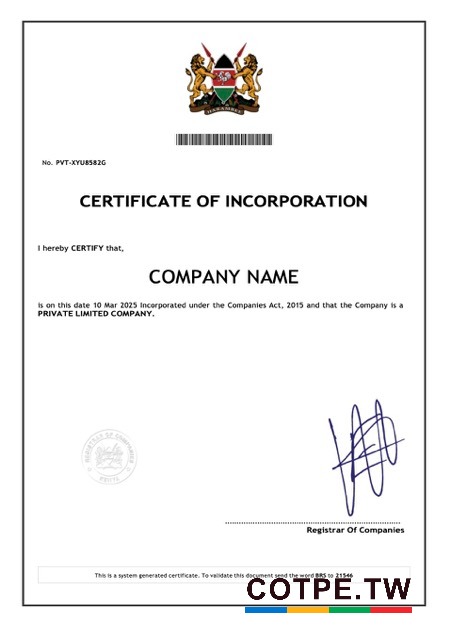 HARAMBEE
No. PVT-XYU8582G
CERTIFICATE OF INCORPORATION
I hereby CERTIFY that,
COMPANY NAME
is on this date 10 Mar 2025 Incorporated under the Companies Act, 2015 and that the Company is a
PRIVATE LIMITED COMPANY.
REGISTRAR OF COMPANIES
KENYA
Registrar Of Companies
This is a system generated certificate. To validate this document send the word BRS to 21546
COTPE.TW